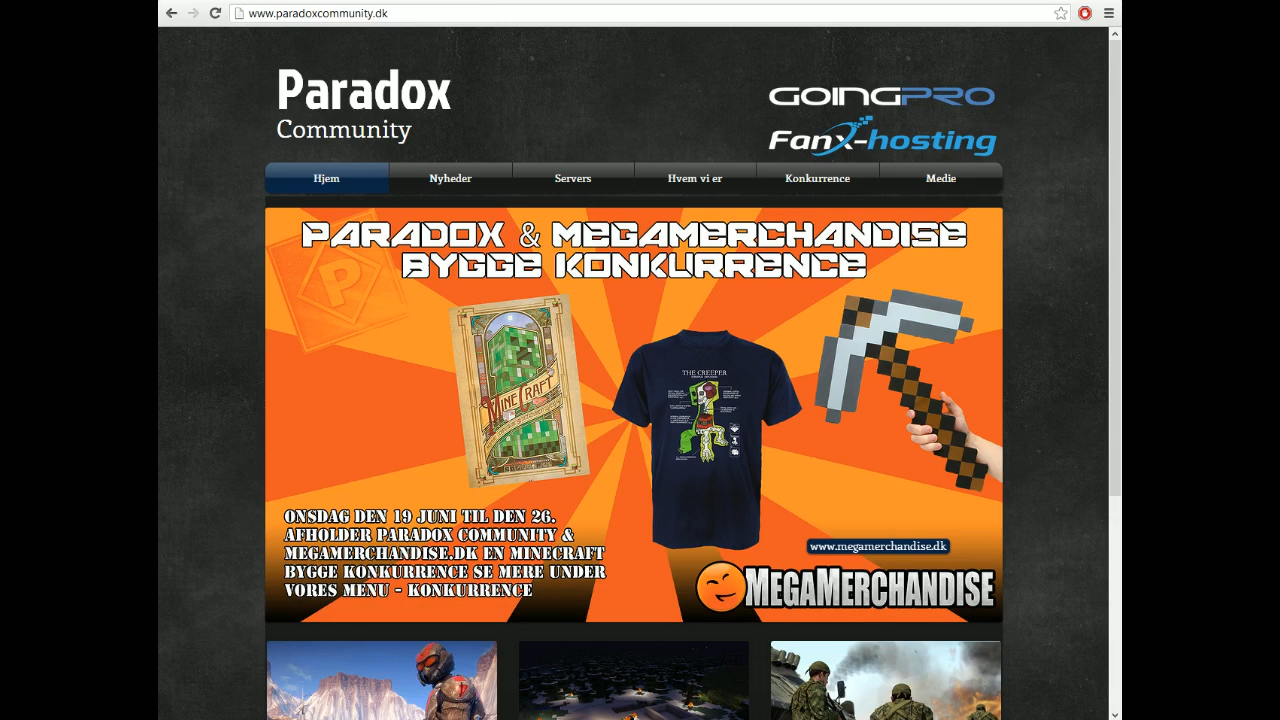 www.paradoxcommunity.dk
Paradox
Community
GOINGPRO
Fanx-hosting
Hjem
Nyheder
Servers
Hvem vi er
Konkurrence
Medie
PARADOX & MEGAMERCHANDISE
BYGGE KONKURRENCE
P
MINECRAFT
THE CREEPER
ONSDAG DEN 19 JUNI TIL DEN 26.
AFHOLDER PARADOX COMMUNITY &
MEGAMERCHANDISE.DK EN MINECRAFT
BYGGE KONKURRENCE SE MERE UNDER
VORES MENU - KONKURRENCE
www.megamerchandise.dk
MEGAMERCHANDISE